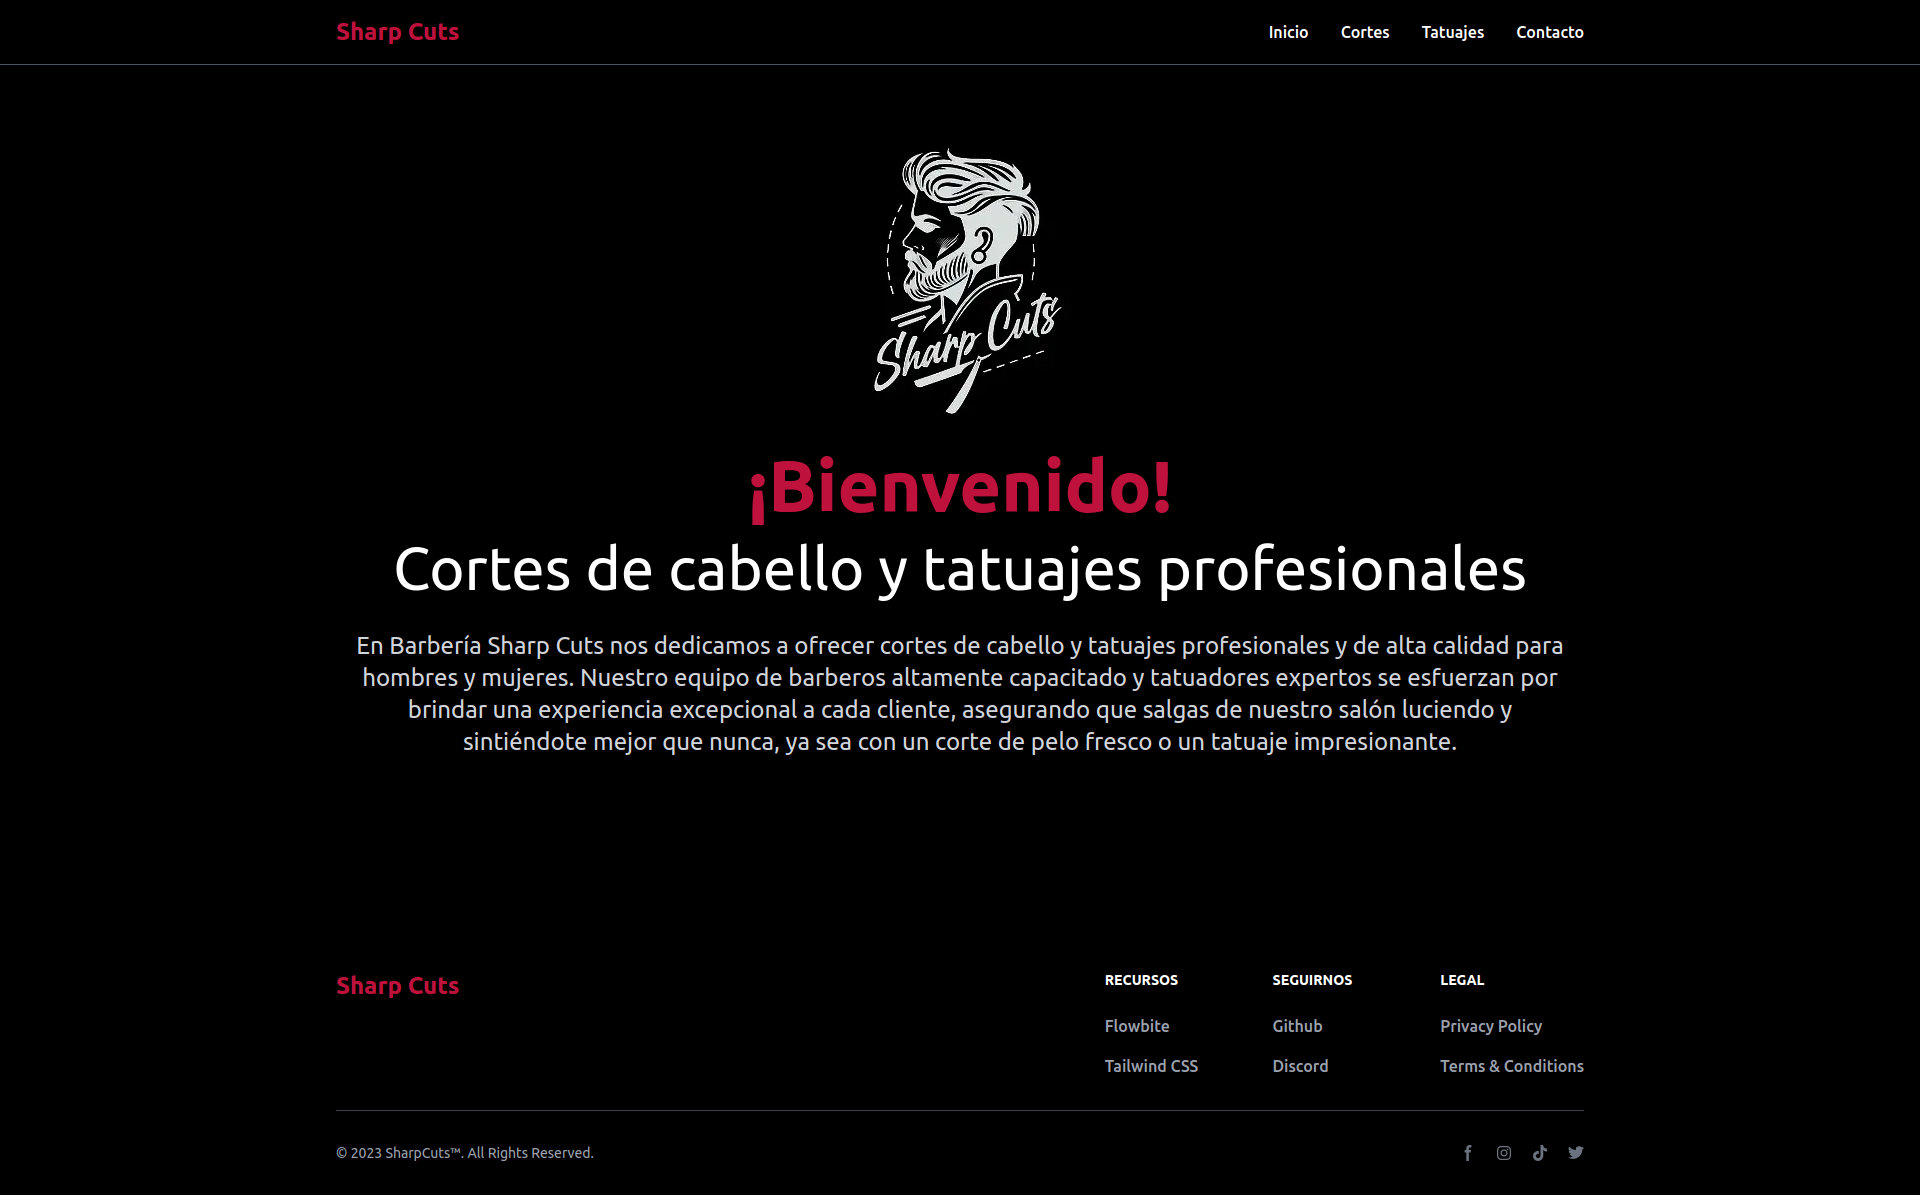 Sharp Cuts
Inicio Cortes Tatuajes Contacto
Sharp Cuts
¡Bienvenido!
Cortes de cabello y tatuajes profesionales
En Barbería Sharp Cuts nos dedicamos a ofrecer cortes de cabello y tatuajes profesionales y de alta calidad para
hombres y mujeres. Nuestro equipo de barberos altamente capacitado y tatuadores expertos se esfuerzan por
brindar una experiencia excepcional a cada cliente, asegurando que salgas de nuestro salón luciendo y
sintiéndote mejor que nunca, ya sea con un corte de pelo fresco o un tatuaje impresionante.
Sharp Cuts
RECURSOS
Flowbite
Tailwind CSS
SEGUIRNOS
Github
Discord
LEGAL
Privacy Policy
Terms & Conditions
© 2023 SharpCuts™. All Rights Reserved.